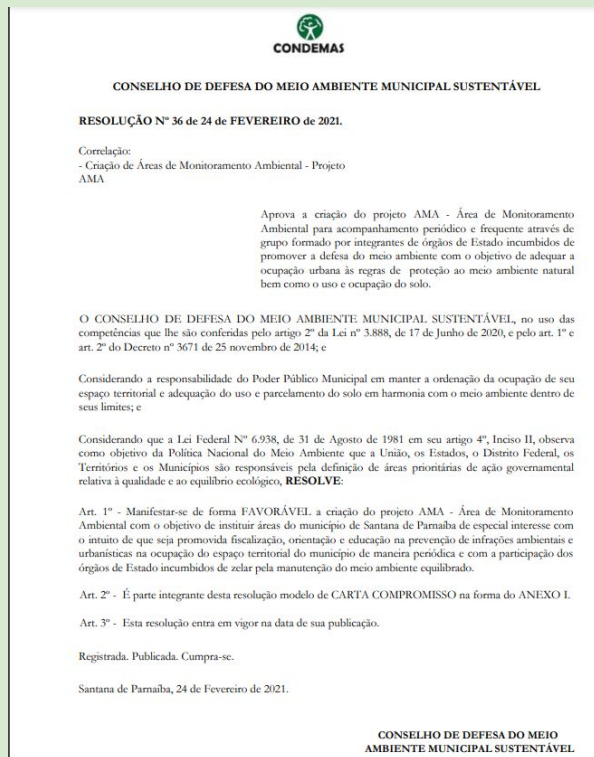 CONDEMAS
CONSELHO DE DEFESA DO MEIO AMBIENTE MUNICIPAL SUSTENTÁVEL
RESOLUÇÃO Nº 36 de 24 de FEVEREIRO de 2021.
Correlação:
- Criação de Áreas de Monitoramento Ambiental - Projeto
AMA
Aprova a criação do projeto AMA - Área de Monitoramento
Ambiental para acompanhamento periódico e frequente através de
grupo formado por integrantes de órgãos de Estado incumbidos de
promover a defesa do meio ambiente com o objetivo de adequar a
ocupação urbana às regras de proteção ao meio ambiente natural
bem como o uso e ocupação do solo.
O CONSELHO DE DEFESA DO MEIO AMBIENTE MUNICIPAL SUSTENTÁVEL, no uso das
competências que lhe são conferidas pelo artigo 2º da Lei nº 3.888, de 17 de Junho de 2020, e pelo art. 1º e
art. 2º do Decreto nº 3671 de 25 novembro de 2014; e
Considerando a responsabilidade do Poder Público Municipal em manter a ordenação da ocupação de seu
espaço territorial e adequação do uso e parcelamento do solo em harmonia com o meio ambiente dentro de
seus limites; e
Considerando que a Lei Federal Nº 6.938, de 31 de Agosto de 1981 em seu artigo 4º, Inciso II, observa
como objetivo da Política Nacional do Meio Ambiente que a União, os Estados, o Distrito Federal, os
Territórios e os Municípios são responsáveis pela definição de áreas prioritárias de ação governamental
relativa à qualidade e ao equilíbrio ecológico, RESOLVE:
Art. 1º - Manifestar-se de forma FAVORÁVEL a criação do projeto AMA - Área de Monitoramento
Ambiental com o objetivo de instituir áreas do município de Santana de Parnaíba de especial interesse com
o intuito de que seja promovida fiscalização, orientação e educação na prevenção de infrações ambientais e
urbanísticas na ocupação do espaço territorial do município de maneira periódica e com a participação dos
órgãos de Estado incumbidos de zelar pela manutenção do meio ambiente equilibrado.
Art. 2º - É parte integrante desta resolução modelo de CARTA COMPROMISSO na forma do ANEXO I.
Art. 3º - Esta resolução entra em vigor na data de sua publicação.
Registrada. Publicada. Cumpra-se.
Santana de Parnaíba, 24 de Fevereiro de 2021.
CONSELHO DE DEFESA DO MEIO
AMBIENTE MUNICIPAL SUSTENTÁVEL